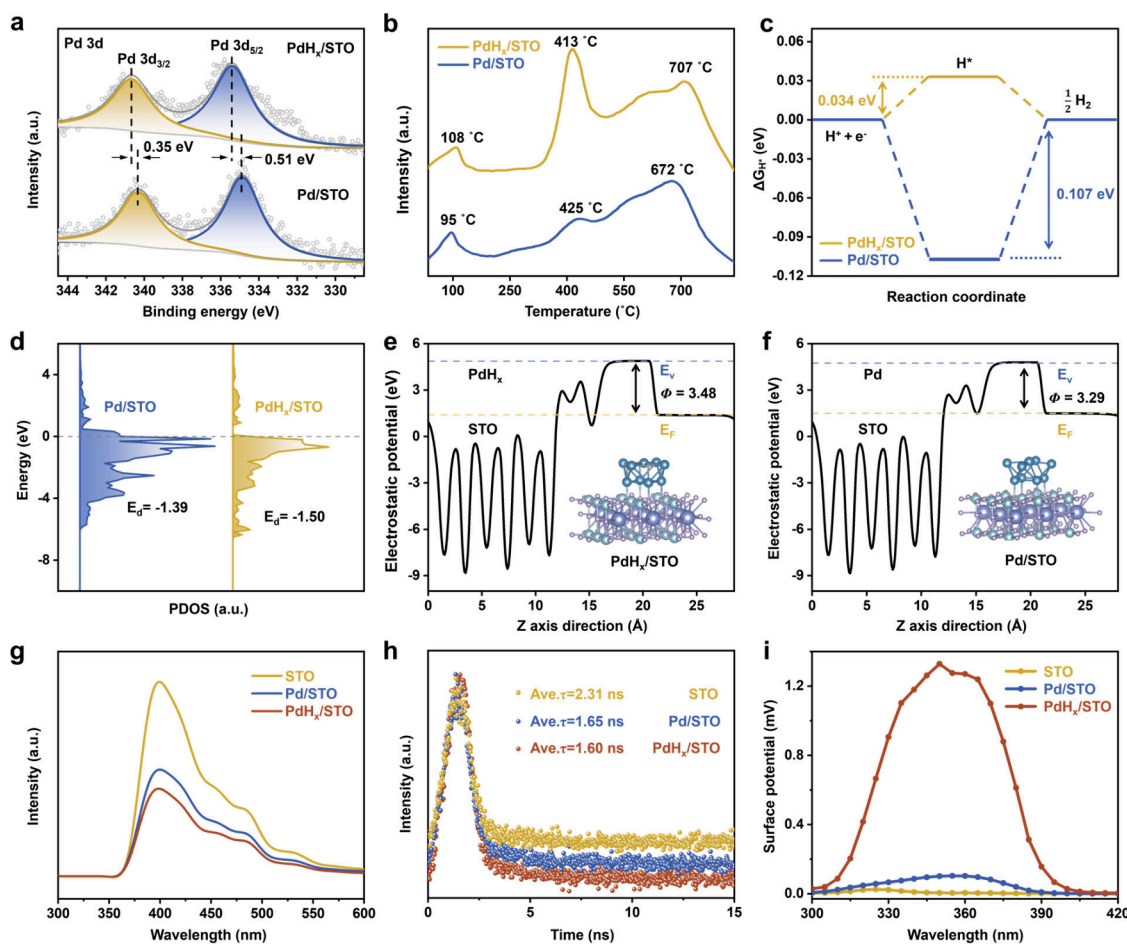 a
Pd 3d
PdHx/STO
Pd 3d3/2
Pd 3d5/2
0.35 eV
0.51 eV
Pd/STO
Intensity (a.u.)
344 342 340 338 336 334 332 330
Binding energy (eV)
b
PdHx/STO
Pd/STO
413 °C
707 °C
108 °C
672 °C
425 °C
95 °C
Intensity (a.u.)
100 200 300 400 500 600 700
Temperature (°C)
c
0.06
0.03
0.00
-0.03
-0.06
-0.09
-0.12
ΔGH* (eV)
H*
0.034 eV
1/2 H2
H+ + e-
0.107 eV
PdHx/STO
Pd/STO
Reaction coordinate
d
4
0
-4
-8
Energy (eV)
Pd/STO
PdHx/STO
Ed= -1.39
Ed= -1.50
PDOS (a.u.)
e
6
3
0
-3
-6
-9
Electrostatic potential (eV)
PdHx
Ev
Φ = 3.48
STO
EF
PdHx/STO
0 5 10 15 20 25
Z axis direction (Å)
f
6
3
0
-3
-6
-9
Electrostatic potential (eV)
Pd
Ev
Φ = 3.29
STO
EF
Pd/STO
0 5 10 15 20 25
Z axis direction (Å)
g
STO
Pd/STO
PdHx/STO
Intensity (a.u.)
300 350 400 450 500 550 600
Wavelength (nm)
h
Ave.τ=2.31 ns STO
Ave.τ=1.65 ns Pd/STO
Ave.τ=1.60 ns PdHx/STO
Intensity (a.u.)
0 5 10 15
Time (ns)
i
STO
Pd/STO
PdHx/STO
1.2
0.8
0.4
0.0
Surface potential (mV)
300 330 360 390 420
Wavelength (nm)